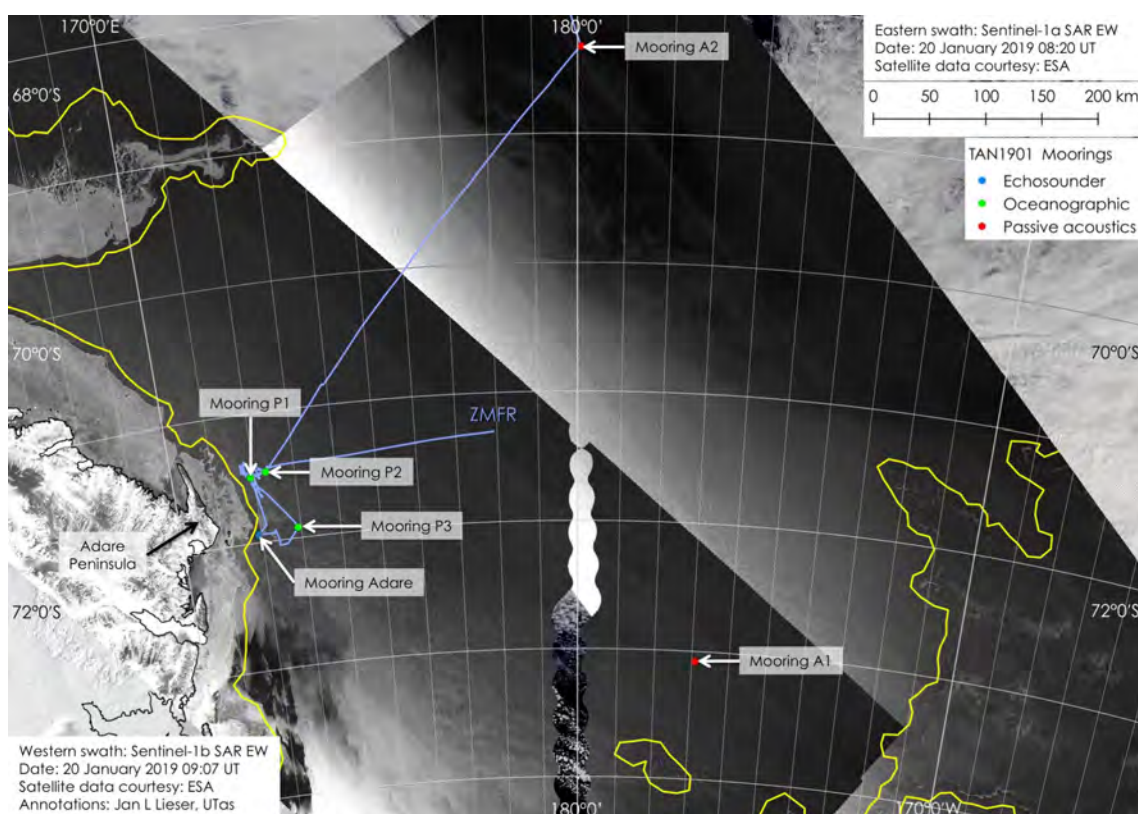 170°0'E
180°0'
Mooring A2
Eastern swath: Sentinel-1a SAR EW
Date: 20 January 2019 08:20 UT
Satellite data courtesy: ESA
0 50 100 150 200 km
68°0'S
TAN1901 Moorings
Echosounder
Oceanographic
Passive acoustics
70°0'S
70°0'S
Mooring P1
ZMFR
Mooring P2
Mooring P3
Adare
Peninsula
Mooring Adare
72°0'S
72°0'S
Mooring A1
Western swath: Sentinel-1b SAR EW
Date: 20 January 2019 09:07 UT
Satellite data courtesy: ESA
Annotations: Jan L Lieser, UTas
180°0'
170°0'W